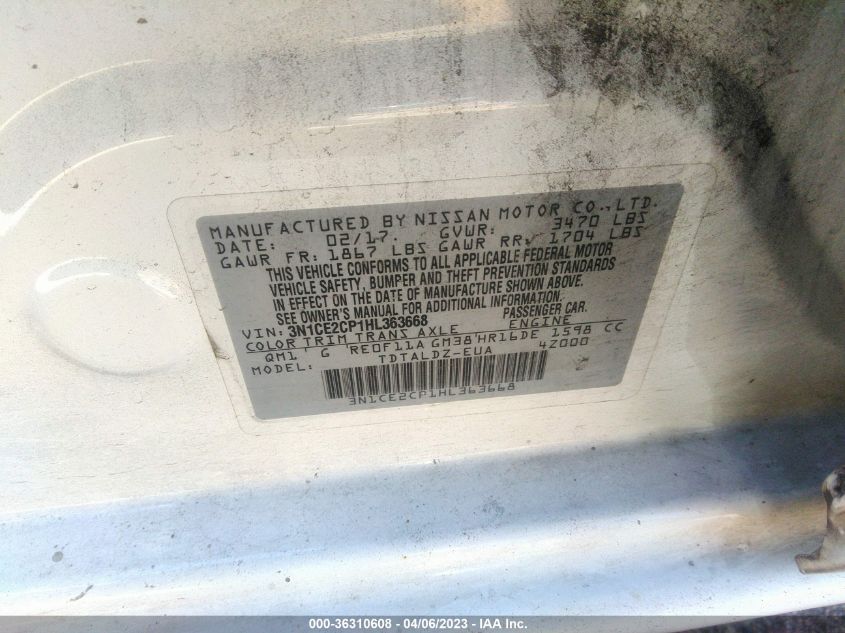 MANUFACTURED BY NISSAN MOTOR CO., LTD.
DATE: 02/17. GVWR: 3470 LBS
GAWR FR: 1867 LBS GAWR RR: 1704 LBS
THIS VEHICLE CONFORMS TO ALL APPLICABLE FEDERAL MOTOR
VEHICLE SAFETY, BUMPER AND THEFT PREVENTION STANDARDS
IN EFFECT ON THE DATE OF MANUFACTURE SHOWN ABOVE.
SEE OWNER'S MANUAL FOR ADDITIONAL INFORMATION.
VIN: 3N1CE2CP1HL363668 PASSENGER CAR.
COLOR TRIM TRANS AXLE ENGINE
QM1 G RE0F11A GM38 HR16DE 1598 CC
MODEL: TDTALDZ-EUA 4Z000
3N1CE2CP1HL363668
000-36310608 - 04/06/2023 - IAA Inc.